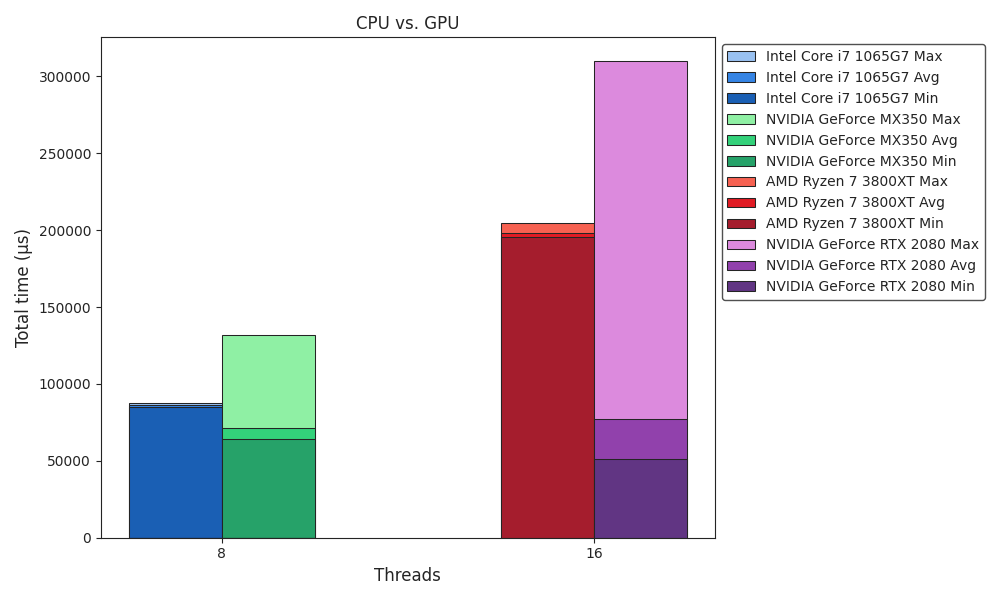 CPU vs. GPU
Total time (μs)
300000
250000
200000
150000
100000
50000
0
8
16
Threads
Intel Core i7 1065G7 Max
Intel Core i7 1065G7 Avg
Intel Core i7 1065G7 Min
NVIDIA GeForce MX350 Max
NVIDIA GeForce MX350 Avg
NVIDIA GeForce MX350 Min
AMD Ryzen 7 3800XT Max
AMD Ryzen 7 3800XT Avg
AMD Ryzen 7 3800XT Min
NVIDIA GeForce RTX 2080 Max
NVIDIA GeForce RTX 2080 Avg
NVIDIA GeForce RTX 2080 Min